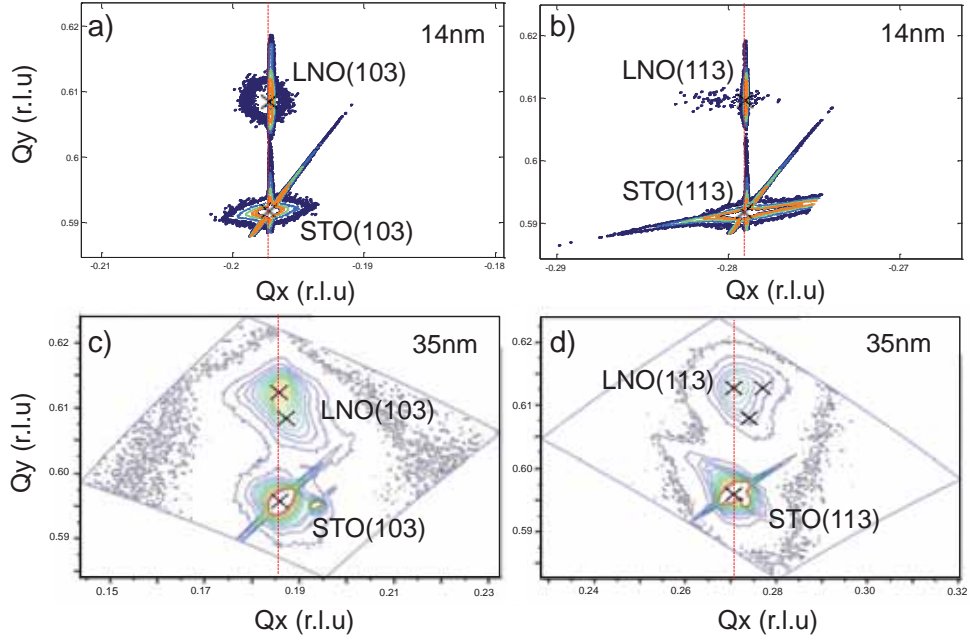 a)
14nm
LNO(103)
STO(103)
Qy (r.l.u)
0.62
0.61
0.6
0.59
-0.21
-0.2
-0.19
-0.18
Qx (r.l.u)
b)
14nm
LNO(113)
STO(113)
0.62
0.61
0.6
0.59
-0.29
-0.28
-0.27
Qx (r.l.u)
c)
35nm
LNO(103)
STO(103)
Qy (r.l.u)
0.62
0.61
0.60
0.59
0.15
0.17
0.19
0.21
0.23
Qx (r.l.u)
d)
35nm
LNO(113)
STO(113)
0.62
0.61
0.60
0.59
0.24
0.26
0.28
0.30
0.32
Qx (r.l.u)